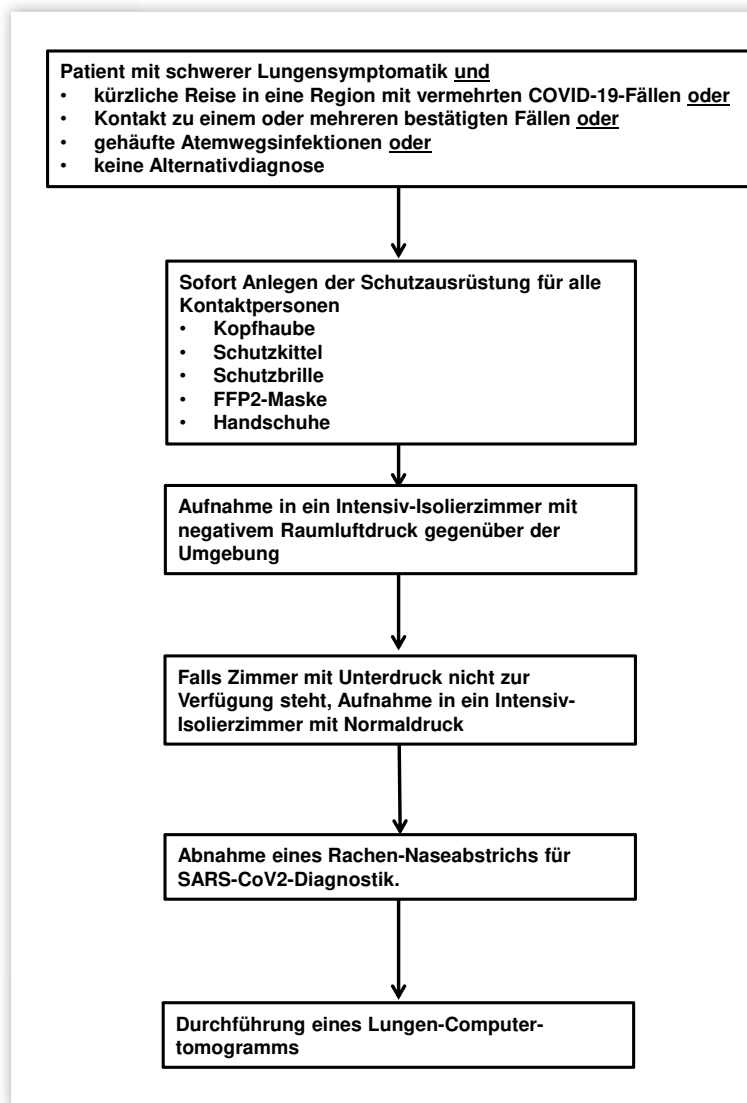 Patient mit schwerer Lungensymptomatik und
• kürzliche Reise in eine Region mit vermehrten COVID-19-Fällen oder
• Kontakt zu einem oder mehreren bestätigten Fällen oder
• gehäufte Atemwegsinfektionen oder
• keine Alternativdiagnose
Sofort Anlegen der Schutzausrüstung für alle
Kontaktpersonen
• Kopfhaube
• Schutzkittel
• Schutzbrille
• FFP2-Maske
• Handschuhe
Aufnahme in ein Intensiv-Isolierzimmer mit
negativem Raumluftdruck gegenüber der
Umgebung
Falls Zimmer mit Unterdruck nicht zur
Verfügung steht, Aufnahme in ein Intensiv-
Isolierzimmer mit Normaldruck
Abnahme eines Rachen-Naseabstrichs für
SARS-CoV2-Diagnostik.
Durchführung eines Lungen-Computer-
tomogramms